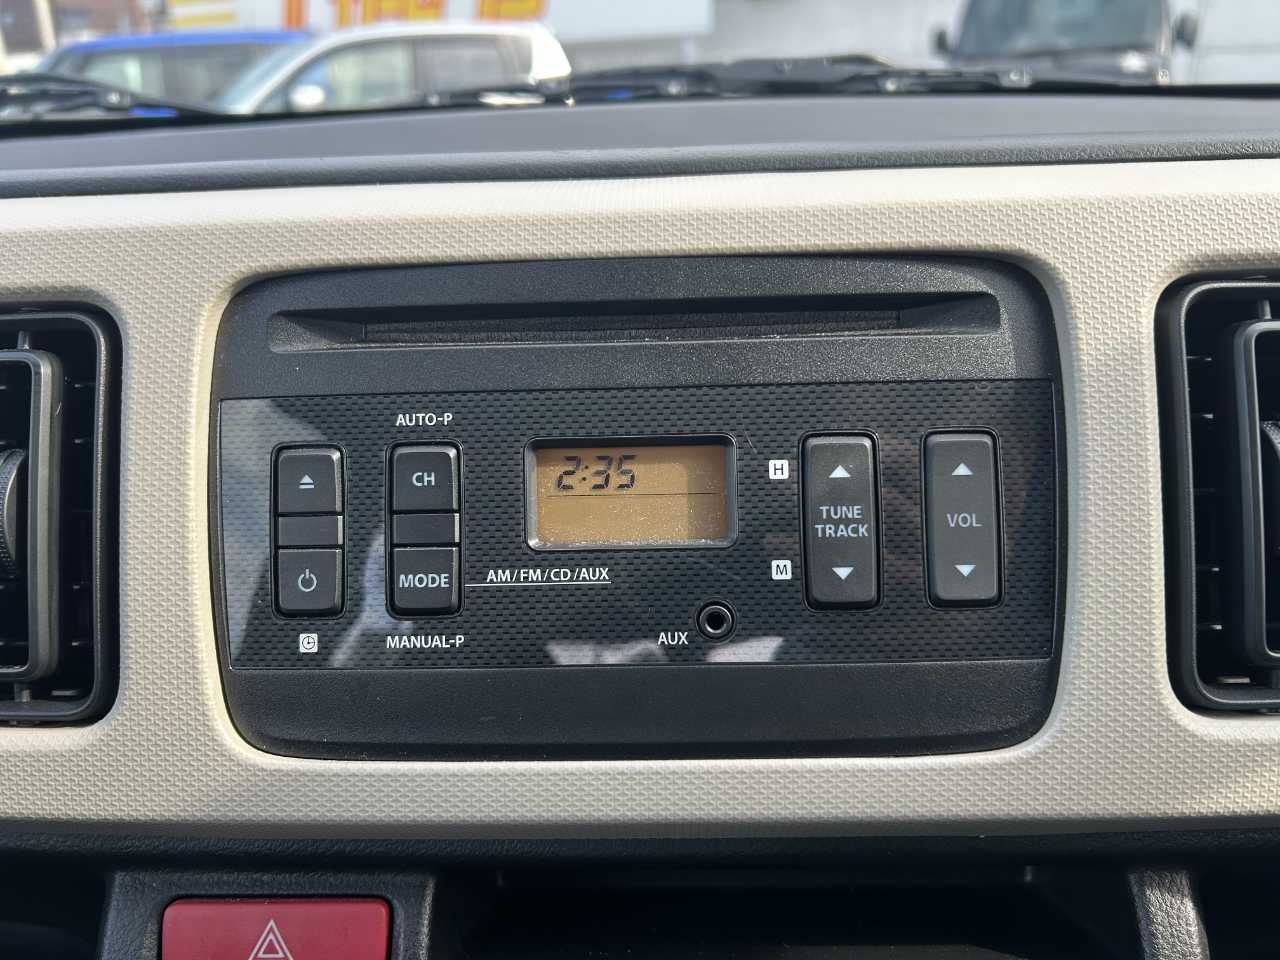 AUTO-P
CH
MODE
MANUAL-P
2:35
AM/FM/CD/AUX
AUX
H
TUNE
TRACK
M
VOL